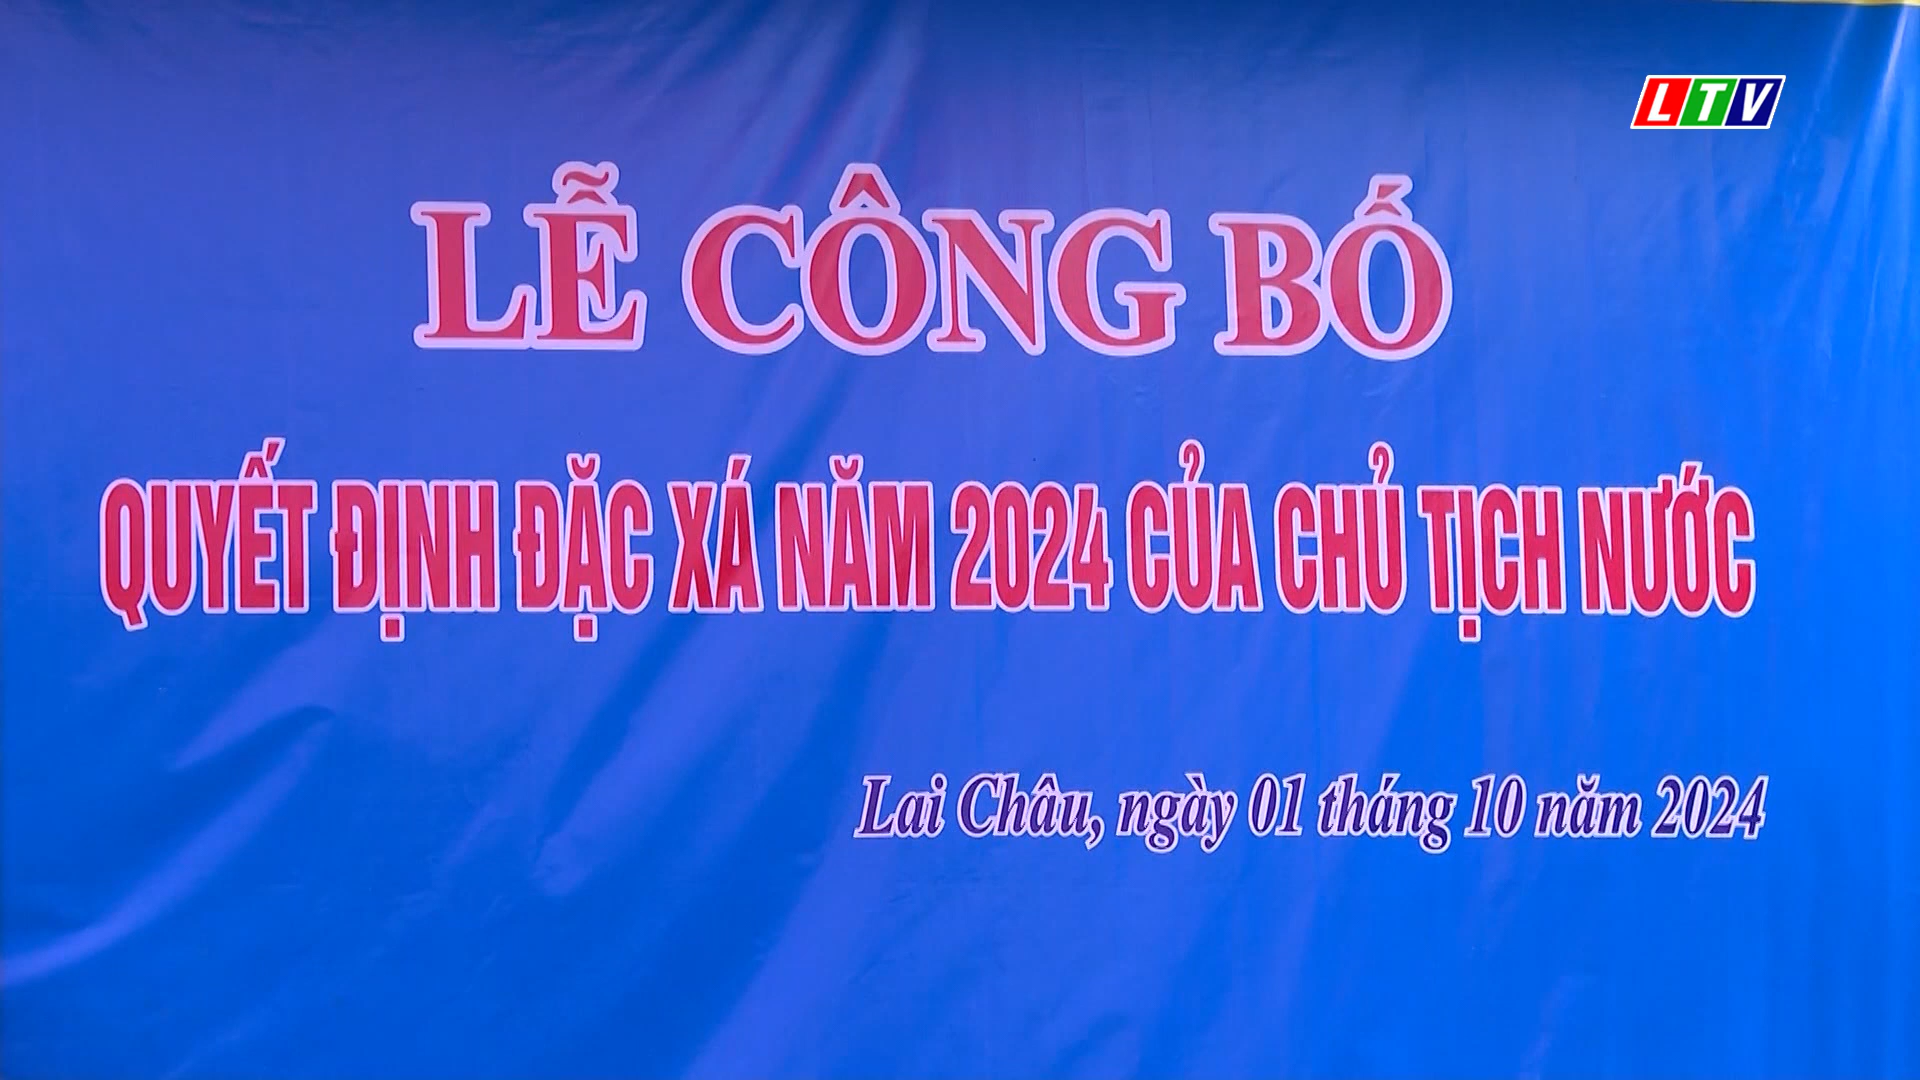 LTV
LỄ CÔNG BỐ
QUYẾT ĐỊNH ĐẶC XÁ NĂM 2024 CỦA CHỦ TỊCH NƯỚC
Lai Châu, ngày 01 tháng 10 năm 2024